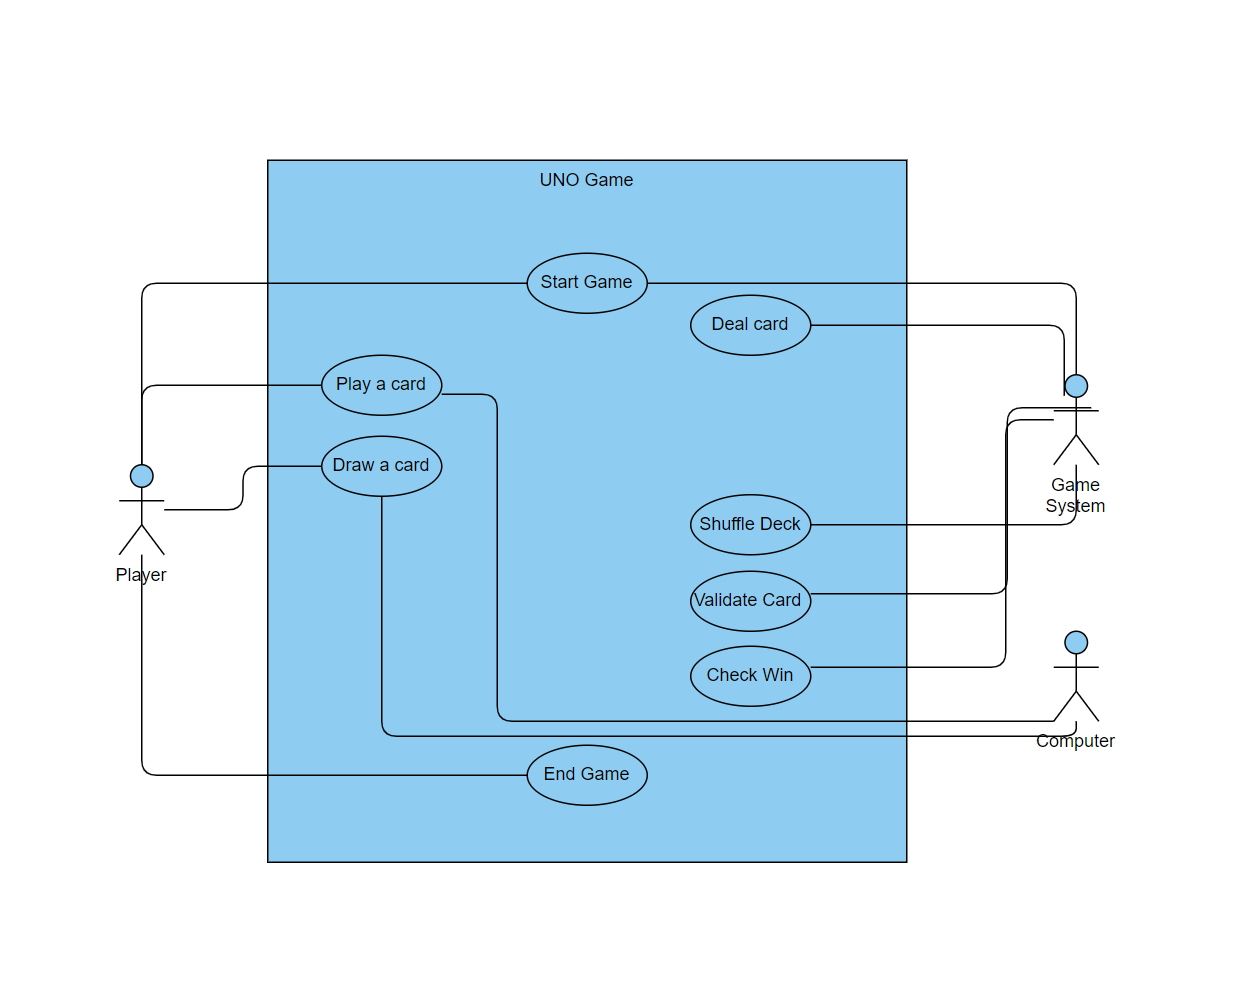 UNO Game
Start Game
Deal card
Play a card
Draw a card
Player
Game
System
Shuffle Deck
Validate Card
Check Win
Computer
End Game